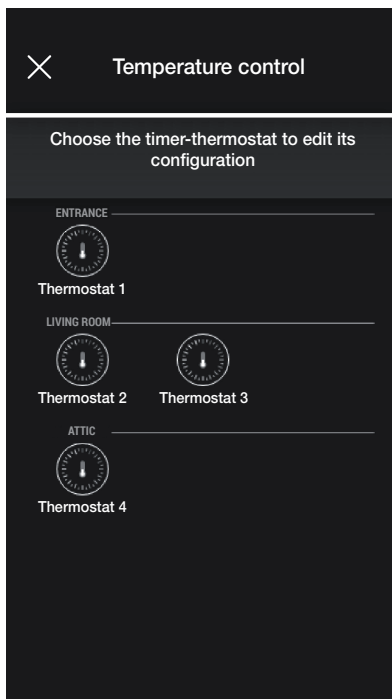 Temperature control
Choose the timer-thermostat to edit its
configuration
ENTRANCE
Thermostat 1
LIVING ROOM
Thermostat 2 Thermostat 3
ATTIC
Thermostat 4